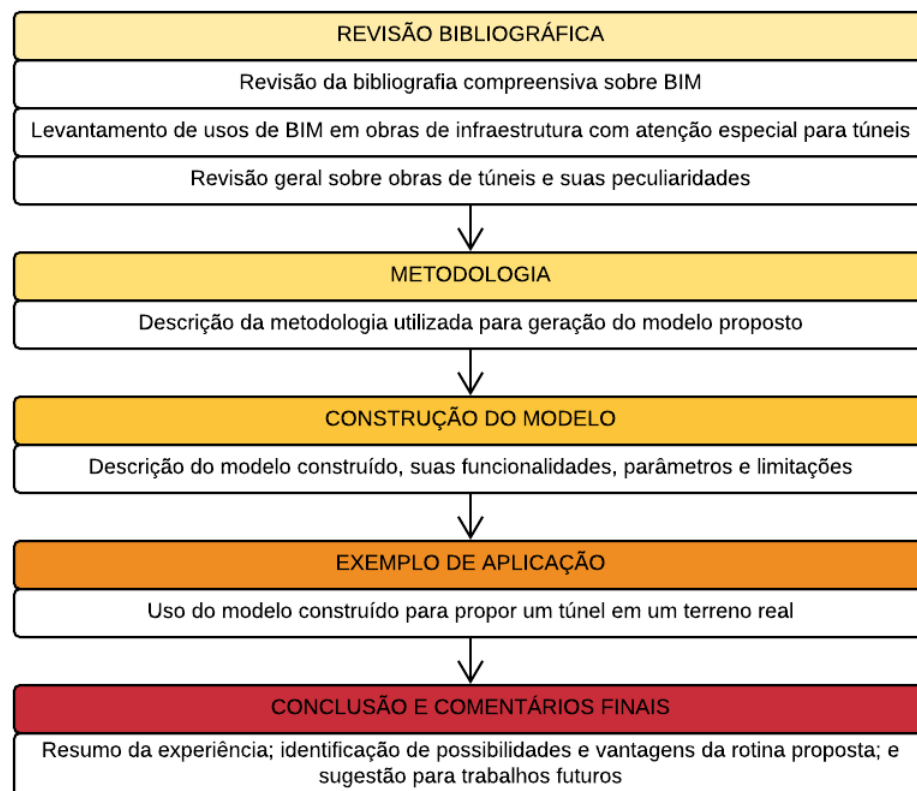 REVISÃO BIBLIOGRÁFICA
Revisão da bibliografia compreensiva sobre BIM
Levantamento de usos de BIM em obras de infraestrutura com atenção especial para túneis
Revisão geral sobre obras de túneis e suas peculiaridades
METODOLOGIA
Descrição da metodologia utilizada para geração do modelo proposto
CONSTRUÇÃO DO MODELO
Descrição do modelo construído, suas funcionalidades, parâmetros e limitações
EXEMPLO DE APLICAÇÃO
Uso do modelo construído para propor um túnel em um terreno real
CONCLUSÃO E COMENTÁRIOS FINAIS
Resumo da experiência; identificação de possibilidades e vantagens da rotina proposta; e
sugestão para trabalhos futuros